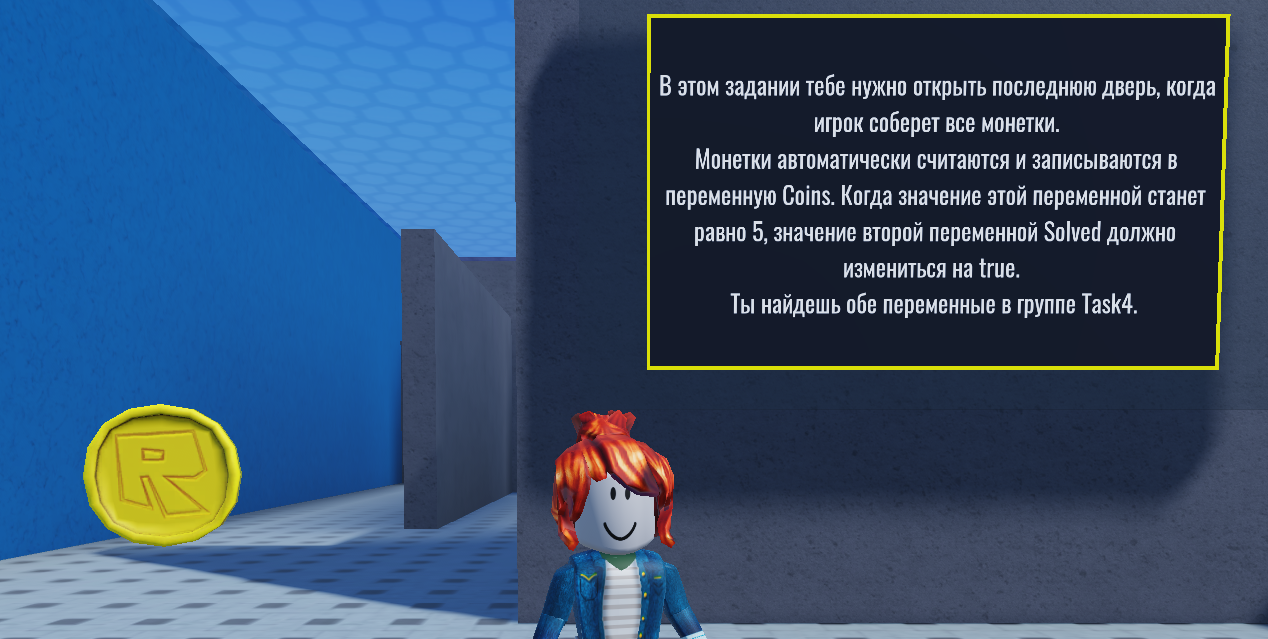 В этом задании тебе нужно открыть последнюю дверь, когда
игрок соберет все монетки.
Монетки автоматически считаются и записываются в
переменную Coins. Когда значение этой переменной станет
равно 5, значение второй переменной Solved должно
измениться на true.
Ты найдешь обе переменные в группе Task4.
R